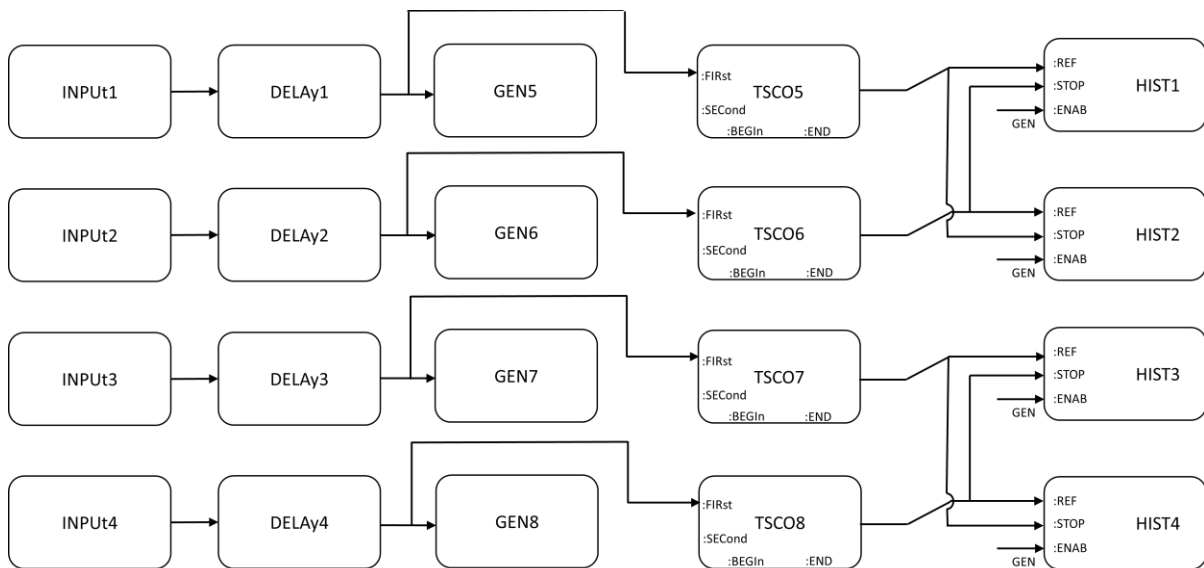 INPUt1
DELAy1
GEN5
:FIRst
TSCO5
:SECond
:BEGIn :END
:REF
:STOP
HIST1
:ENAB
GEN
INPUt2
DELAy2
GEN6
:FIRst
TSCO6
:SECond
:BEGIn :END
:REF
:STOP
HIST2
:ENAB
GEN
INPUt3
DELAy3
GEN7
:FIRst
TSCO7
:SECond
:BEGIn :END
:REF
:STOP
HIST3
:ENAB
GEN
INPUt4
DELAy4
GEN8
:FIRst
TSCO8
:SECond
:BEGIn :END
:REF
:STOP
HIST4
:ENAB
GEN